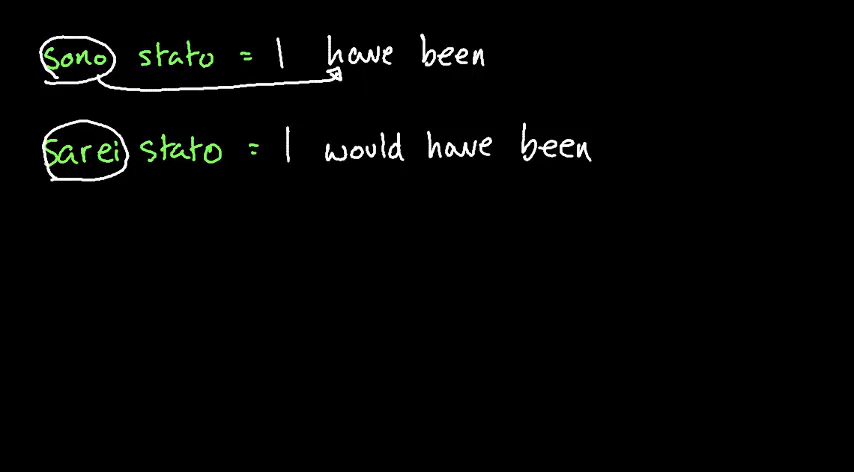 Sono stato = I have been
Sarei stato = I would have been